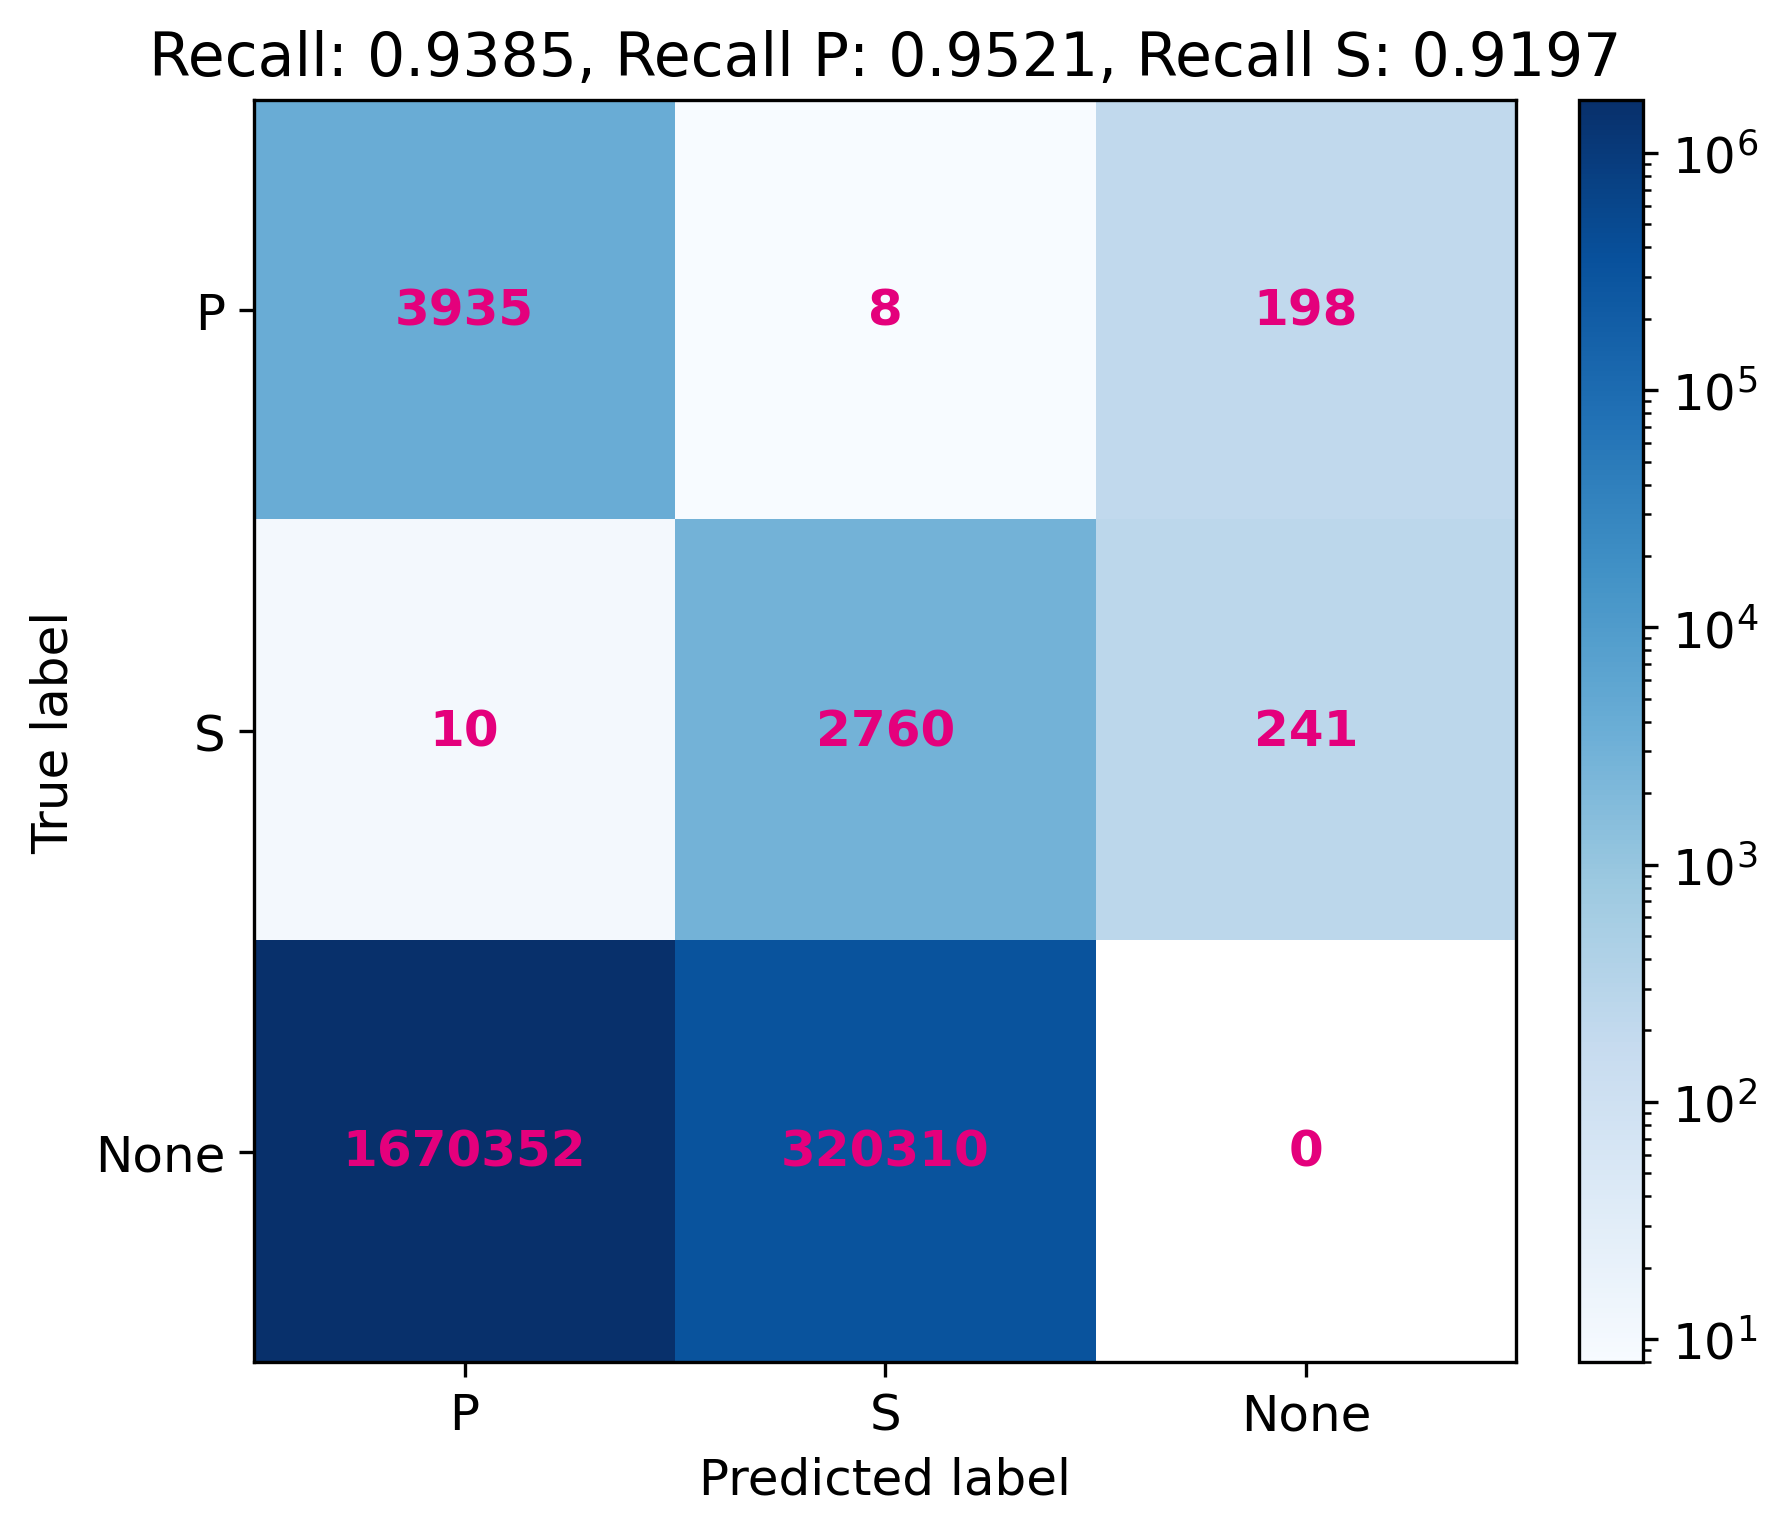 Recall: 0.9385, Recall P: 0.9521, Recall S: 0.9197
True label
P
S
None
3935
8
198
10
2760
241
1670352
320310
0
P
S
None
Predicted label
10⁶
10⁵
10⁴
10³
10²
10¹